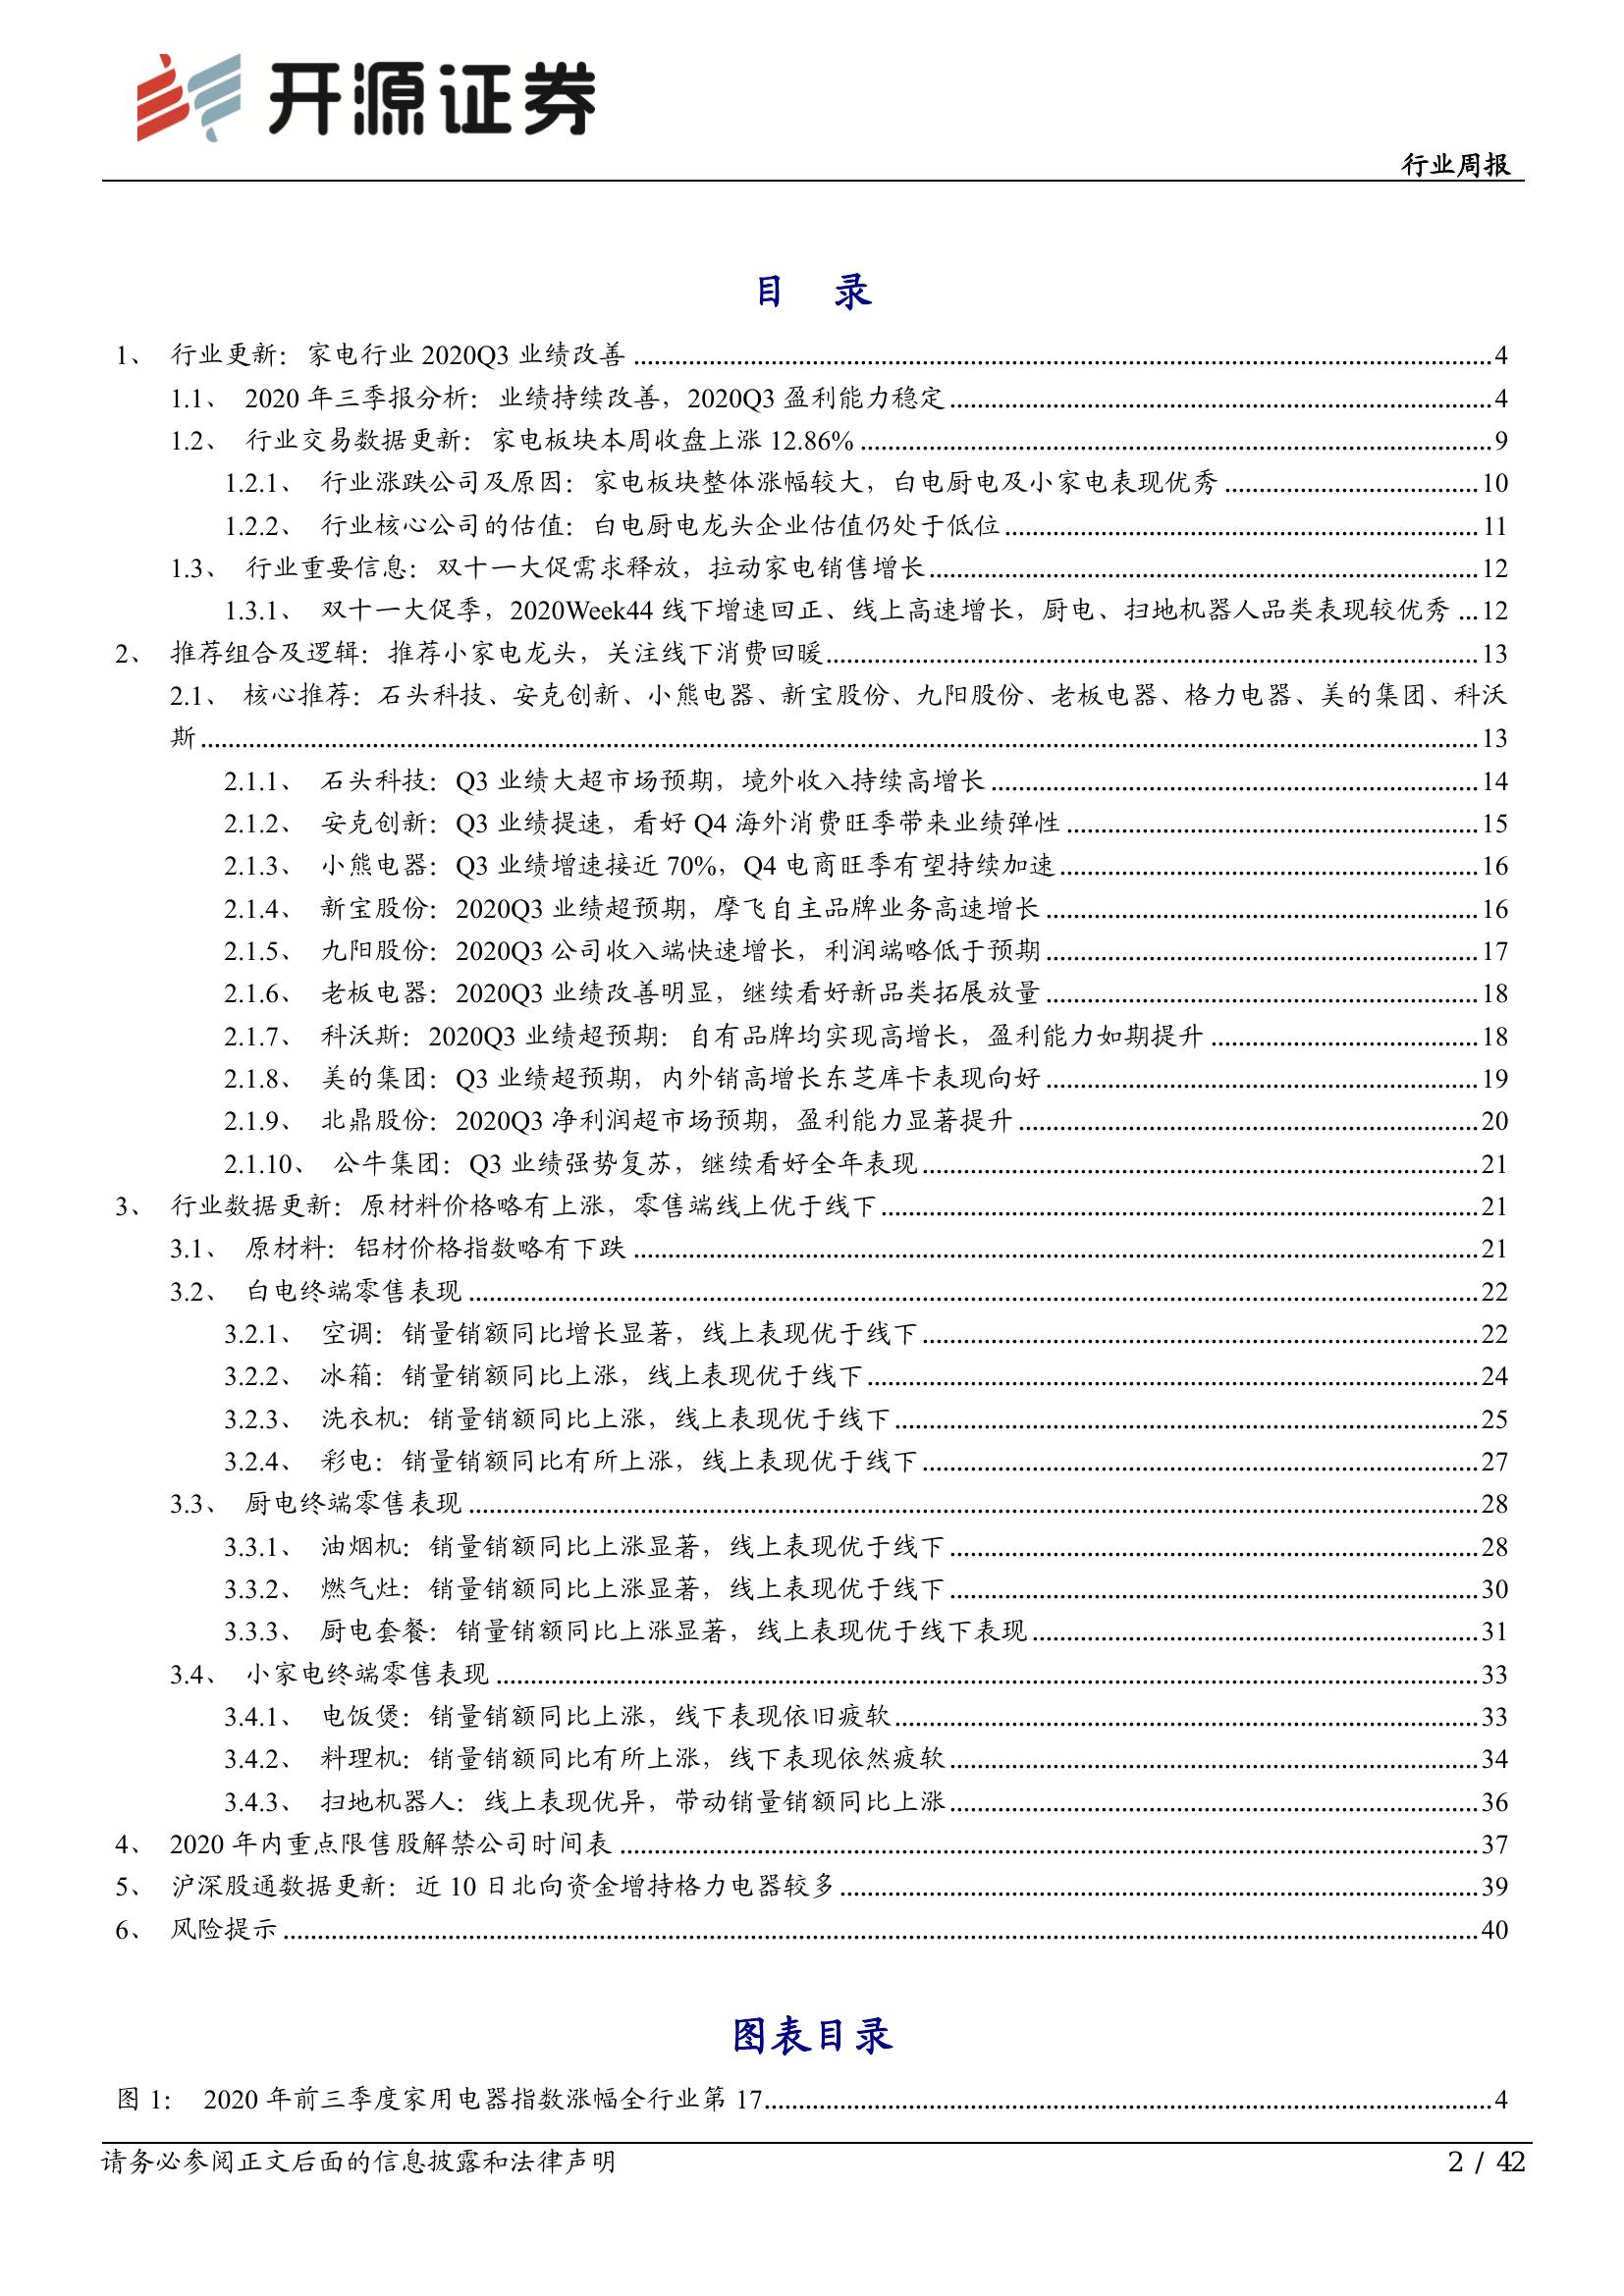 开源证券
行业周报
目 录
1、 行业更新：家电行业 2020Q3 业绩改善 4
1.1、 2020 年三季报分析：业绩持续改善，2020Q3 盈利能力稳定 4
1.2、 行业交易数据更新：家电板块本周收盘上涨 12.86% 9
1.2.1、 行业涨跌公司及原因：家电板块整体涨幅较大，白电厨电及小家电表现优秀 10
1.2.2、 行业核心公司的估值：白电厨电龙头企业估值仍处于低位 11
1.3、 行业重要信息：双十一大促需求释放，拉动家电销售增长 12
1.3.1、 双十一大促季，2020Week44 线下增速回正、线上高速增长，厨电、扫地机器人品类表现较优秀 12
2、 推荐组合及逻辑：推荐小家电龙头，关注线下消费回暖 13
2.1、 核心推荐：石头科技、安克创新、小熊电器、新宝股份、九阳股份、老板电器、格力电器、美的集团、科沃
斯 13
2.1.1、 石头科技：Q3 业绩大超市场预期，境外收入持续高增长 14
2.1.2、 安克创新：Q3 业绩提速，看好 Q4 海外消费旺季带来业绩弹性 15
2.1.3、 小熊电器：Q3 业绩增速接近 70%，Q4 电商旺季有望持续加速 16
2.1.4、 新宝股份：2020Q3 业绩超预期，摩飞自主品牌业务高速增长 16
2.1.5、 九阳股份：2020Q3 公司收入端快速增长，利润端略低于预期 17
2.1.6、 老板电器：2020Q3 业绩改善明显，继续看好新品类拓展放量 18
2.1.7、 科沃斯：2020Q3 业绩超预期：自有品牌均实现高增长，盈利能力如期提升 18
2.1.8、 美的集团：Q3 业绩超预期，内外销高增长东芝库卡表现向好 19
2.1.9、 北鼎股份：2020Q3 净利润超市场预期，盈利能力显著提升 20
2.1.10、 公牛集团：Q3 业绩强势复苏，继续看好全年表现 21
3、 行业数据更新：原材料价格略有上涨，零售端线上优于线下 21
3.1、 原材料：铝材价格指数略有下跌 21
3.2、 白电终端零售表现 22
3.2.1、 空调：销量销额同比增长显著，线上表现优于线下 22
3.2.2、 冰箱：销量销额同比上涨，线上表现优于线下 24
3.2.3、 洗衣机：销量销额同比上涨，线上表现优于线下 25
3.2.4、 彩电：销量销额同比有所上涨，线上表现优于线下 27
3.3、 厨电终端零售表现 28
3.3.1、 油烟机：销量销额同比上涨显著，线上表现优于线下 28
3.3.2、 燃气灶：销量销额同比上涨显著，线上表现优于线下 30
3.3.3、 厨电套餐：销量销额同比上涨显著，线上表现优于线下表现 31
3.4、 小家电终端零售表现 33
3.4.1、 电饭煲：销量销额同比上涨，线下表现依旧疲软 33
3.4.2、 料理机：销量销额同比有所上涨，线下表现依然疲软 34
3.4.3、 扫地机器人：线上表现优异，带动销量销额同比上涨 36
4、 2020 年内重点限售股解禁公司时间表 37
5、 沪深股通数据更新：近 10 日北向资金增持格力电器较多 39
6、 风险提示 40
图表目录
图 1： 2020 年前三季度家用电器指数涨幅全行业第 17 4
请务必参阅正文后面的信息披露和法律声明
2 / 42